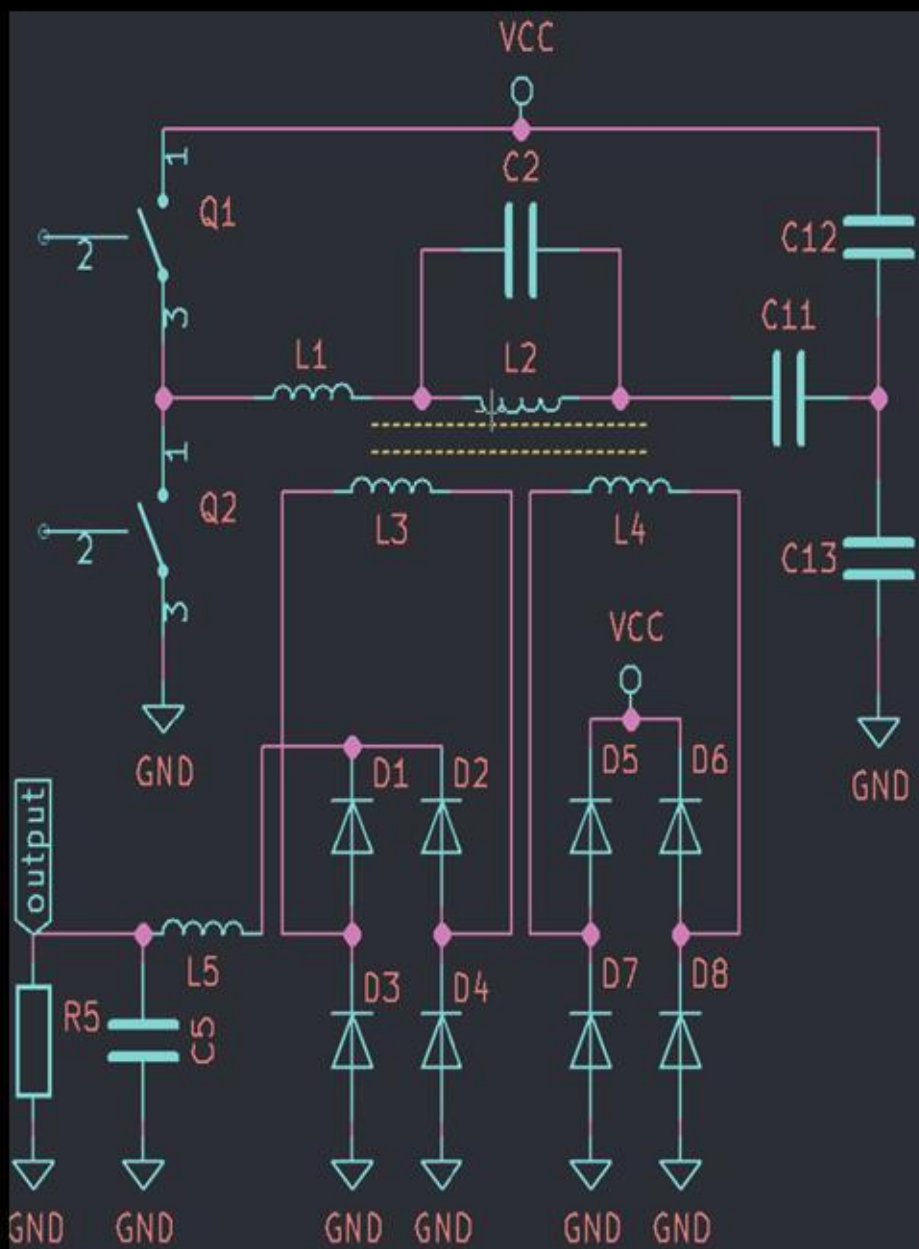 VCC
1
C2
Q1
2
C12
3
C11
L1
L2
1
Q2
L3
L4
2
C13
3
VCC
GND
D1
D2
D5
D6
GND
output
L5
D3
D4
D7
D8
R5
C5
GND
GND
GND
GND
GND
GND